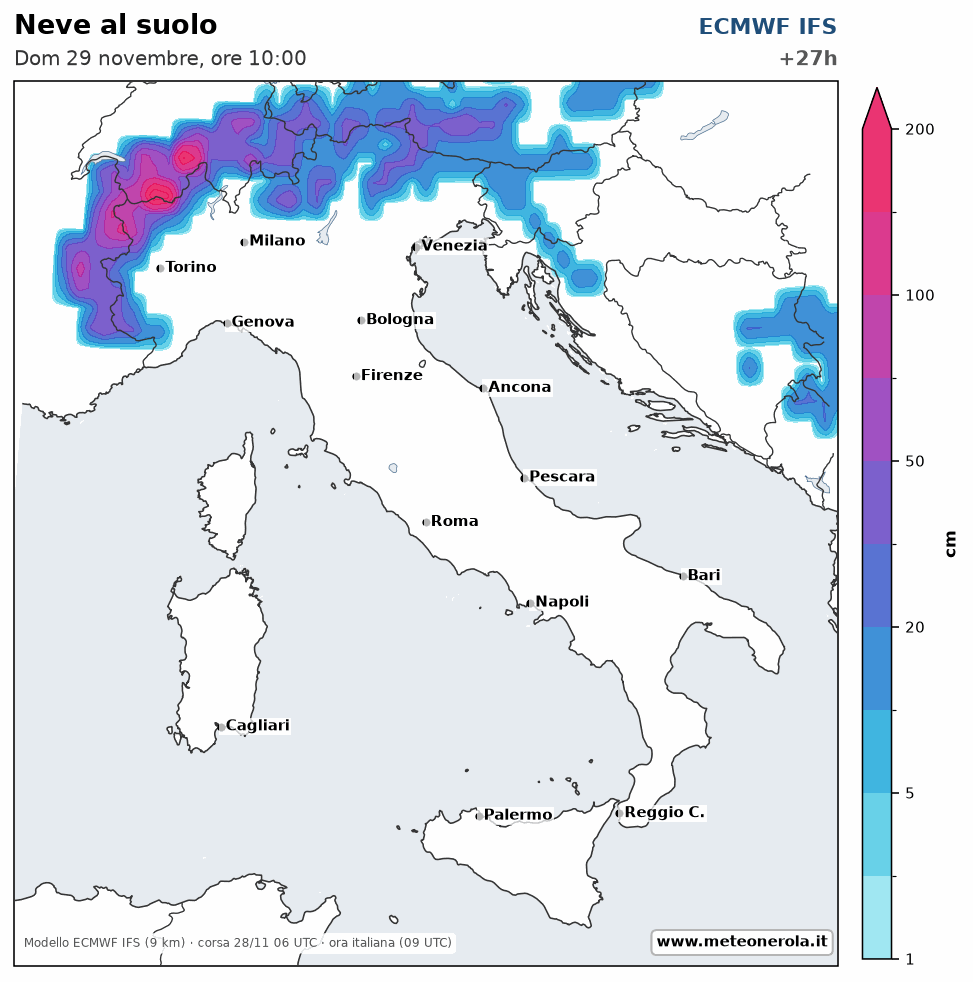 Neve al suolo
ECMWF IFS
Dom 29 novembre, ore 10:00
+27h
200
100
50
20
5
1
cm
Milano
Venezia
Torino
Genova
Bologna
Firenze
Ancona
Pescara
Roma
Bari
Napoli
Cagliari
Palermo
Reggio C.
Modello ECMWF IFS (9 km) · corsa 28/11 06 UTC · ora italiana (09 UTC)
www.meteonerola.it